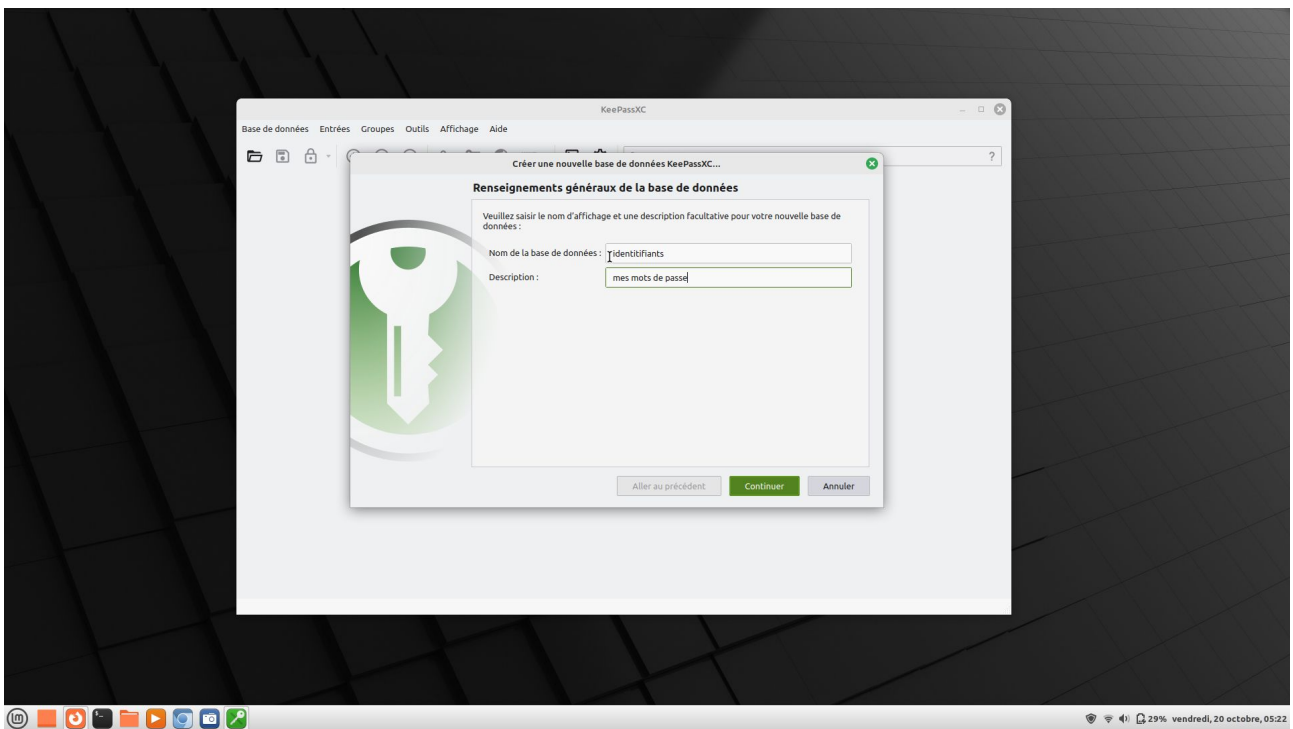 KeePassXC
Base de données Entrées Groupes Outils Affichage Aide
?
Créer une nouvelle base de données KeePassXC...
Renseignements généraux de la base de données
Veuillez saisir le nom d'affichage et une description facultative pour votre nouvelle base de
données :
Nom de la base de données : identitifiants
Description : mes mots de passe
Aller au précédent Continuer Annuler
29% vendredi, 20 octobre, 05:22